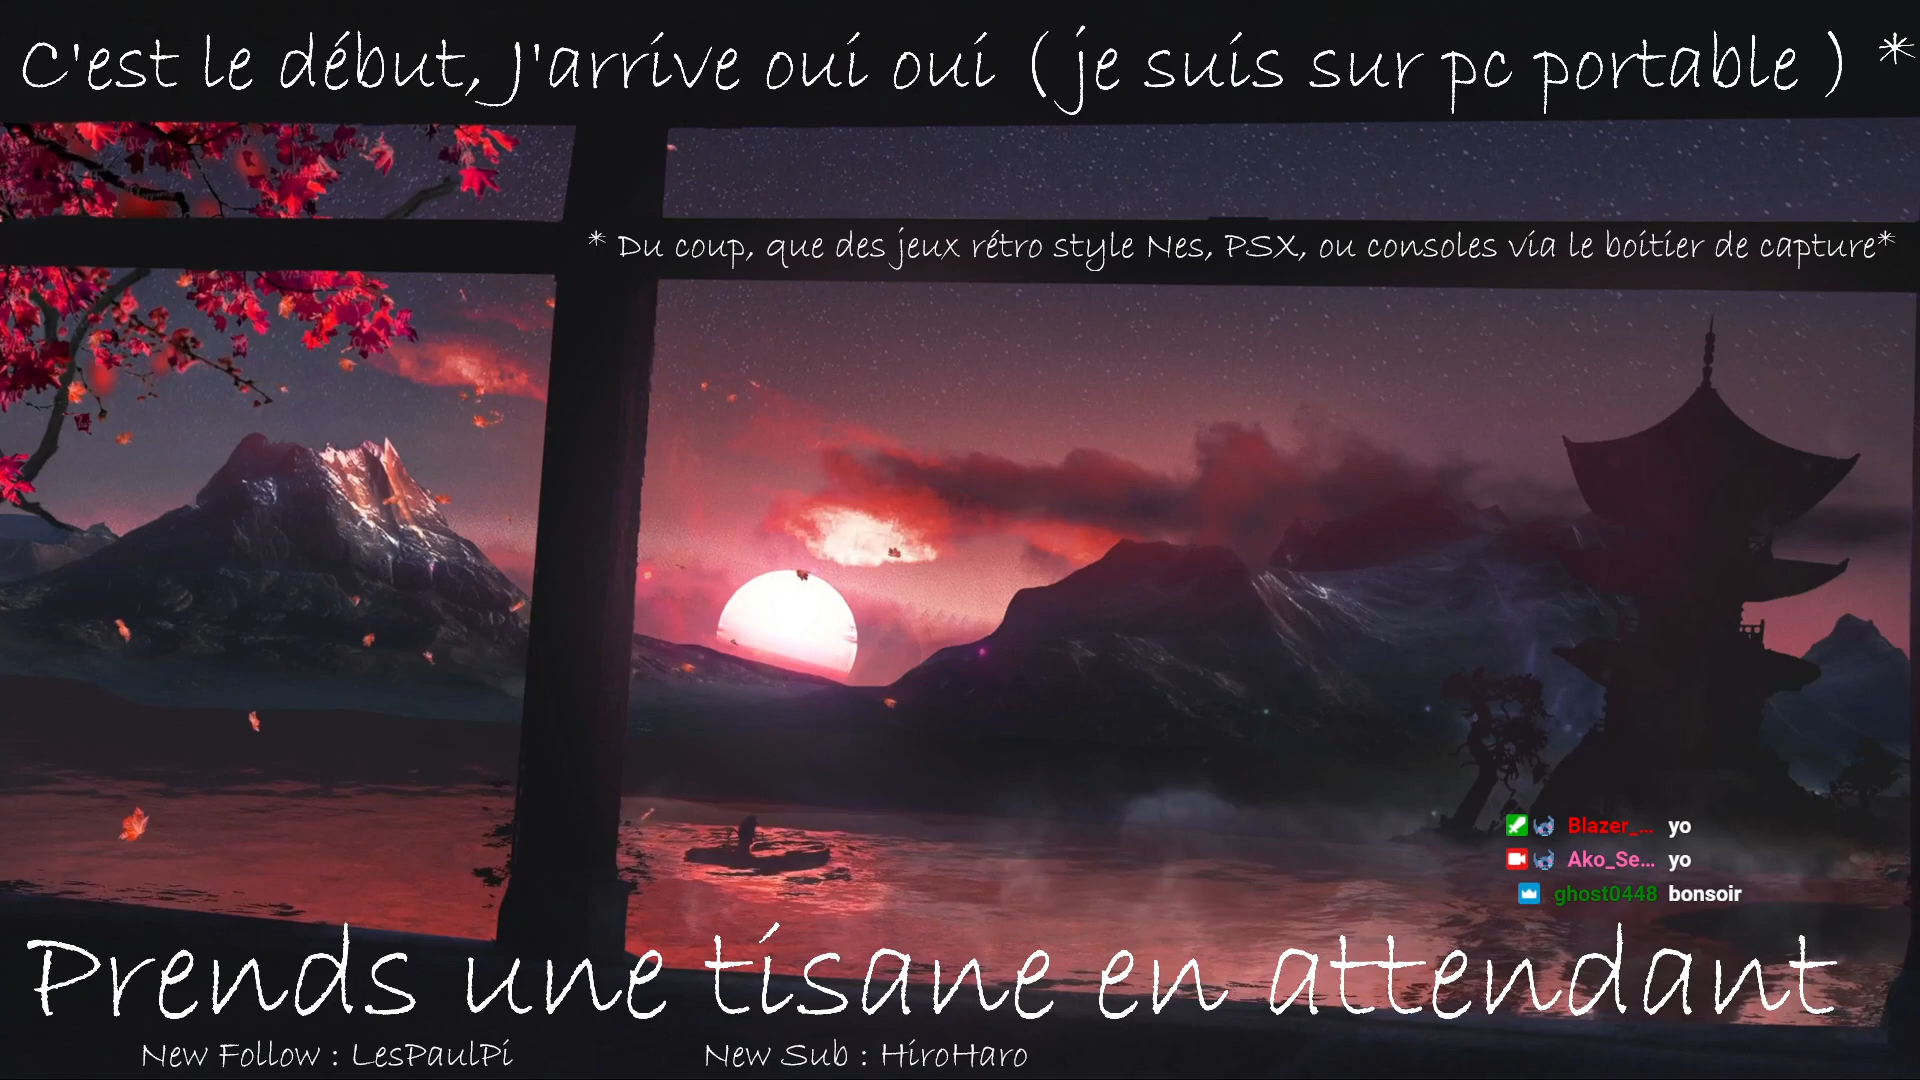 C'est le début, J'arrive oui oui ( je suis sur pc portable ) *
* Du coup, que des jeux rétro style Nes, PSX, ou consoles via le boitier de capture*
Blazer_... yo
Ako_Se... yo
ghost0448 bonsoir
Prends une tisane en attendant
New Follow : LesPaulPi
New Sub : HiroHaro